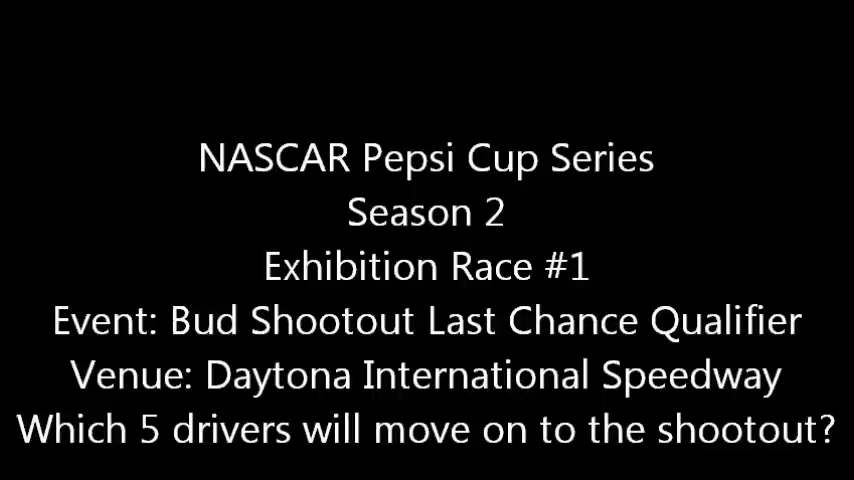 NASCAR Pepsi Cup Series
Season 2
Exhibition Race #1
Event: Bud Shootout Last Chance Qualifier
Venue: Daytona International Speedway
Which 5 drivers will move on to the shootout?